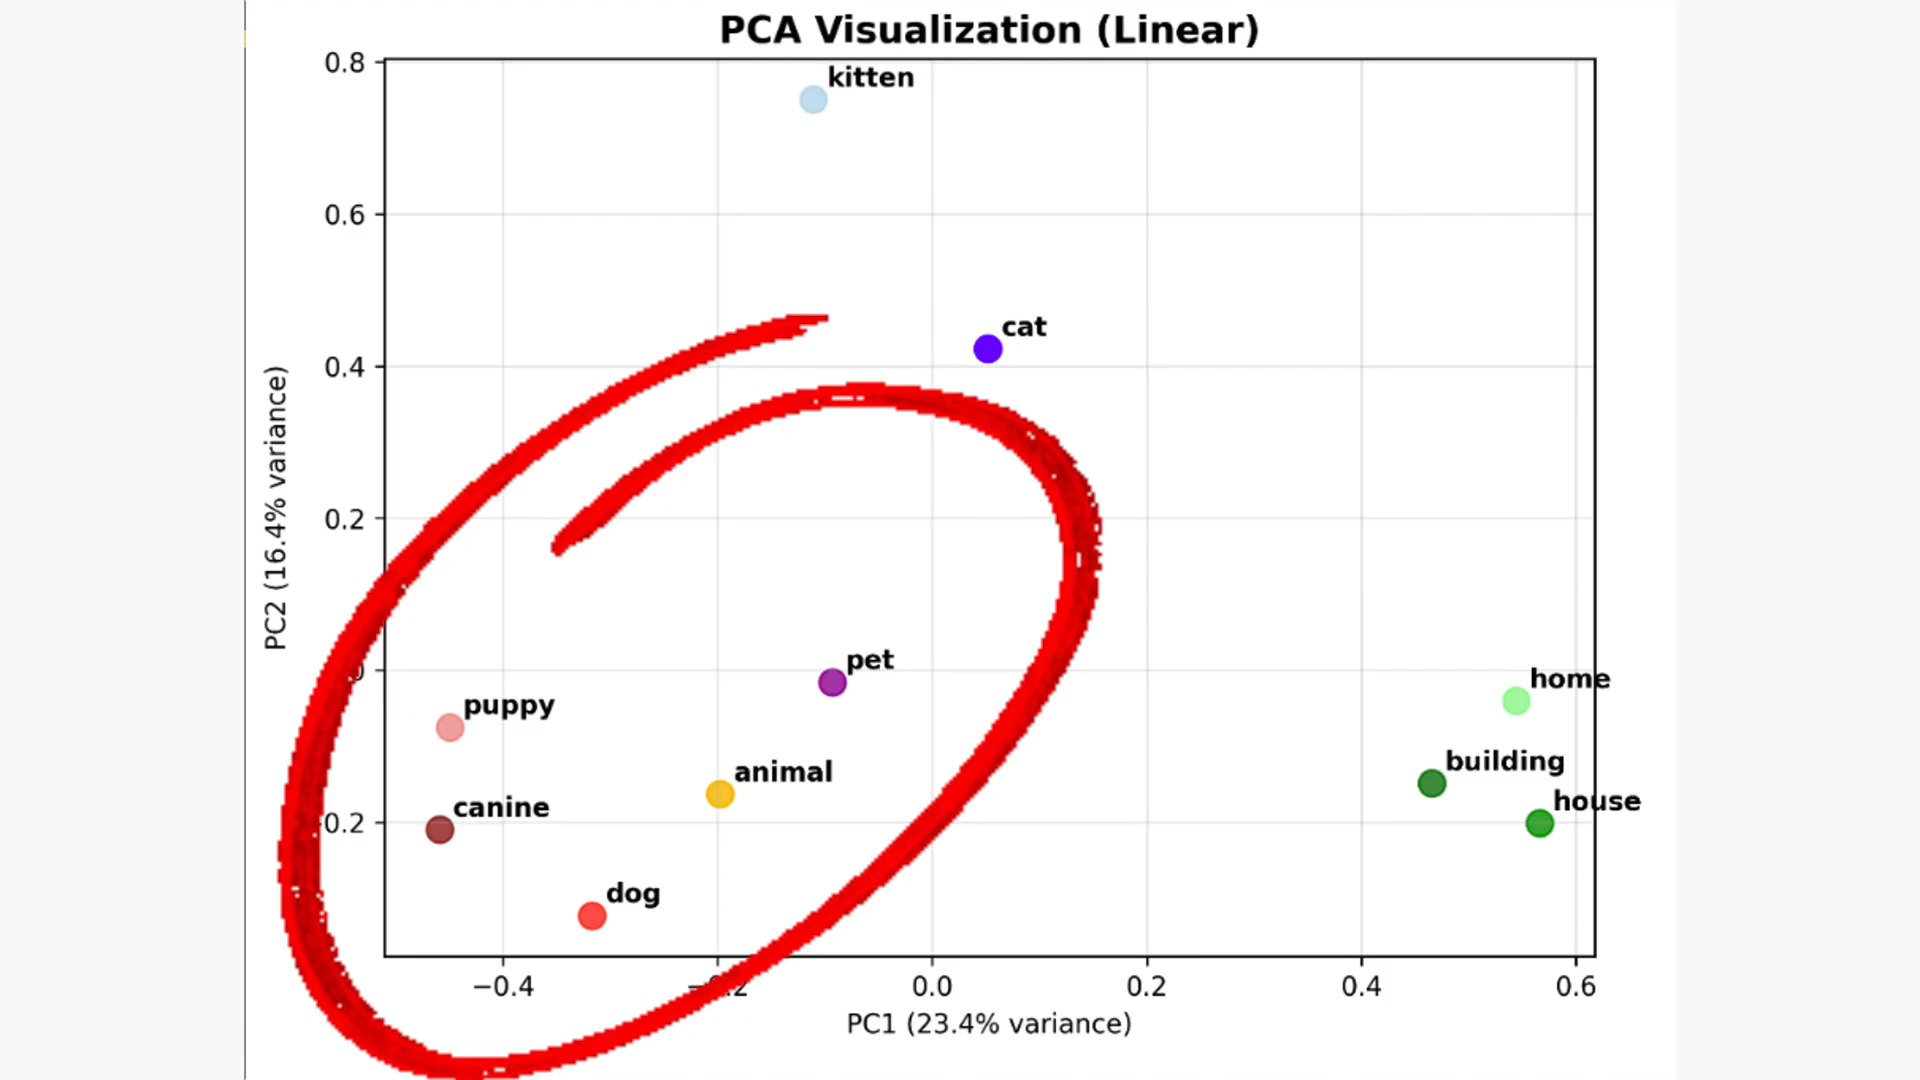 PCA Visualization (Linear)
0.8
kitten
0.6
cat
0.4
PC2 (16.4% variance)
0.2
pet
home
puppy
building
animal
house
canine
0.2
dog
−0.4
0.0
0.2
0.4
0.6
PC1 (23.4% variance)